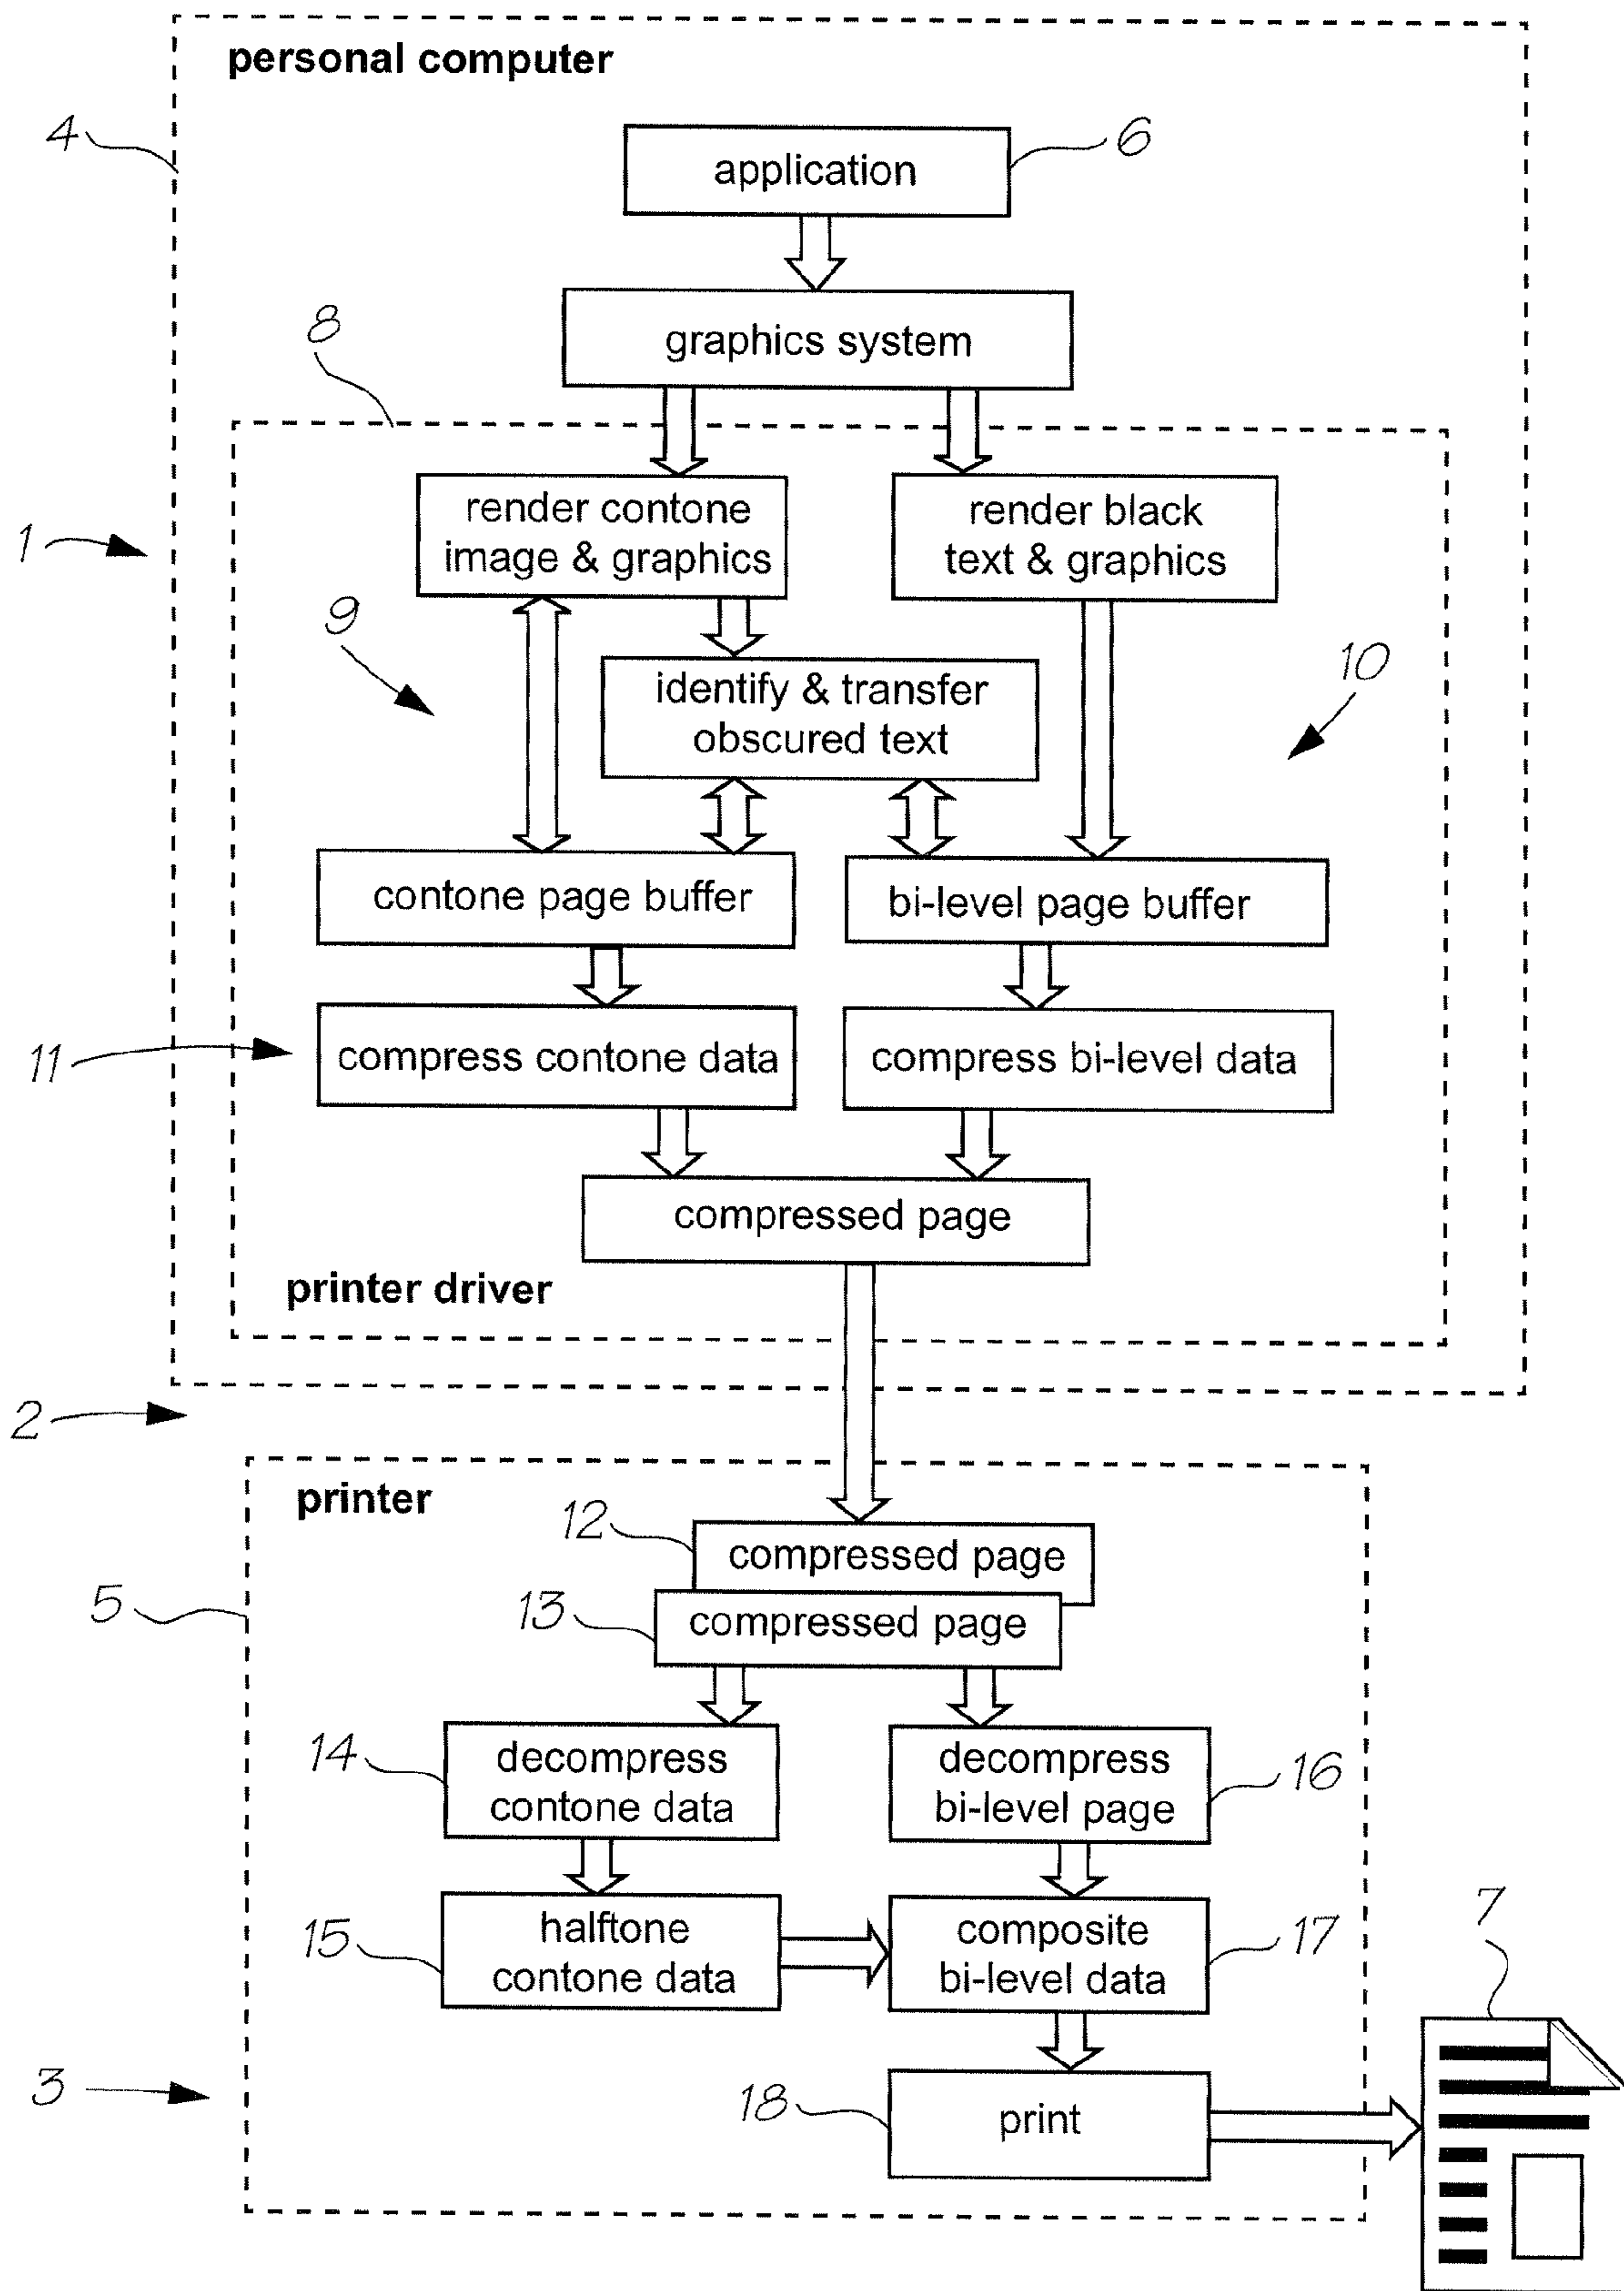 personal computer
4
application
6
graphics system
8
render contone
image & graphics
render black
text & graphics
1
9
identify & transfer
obscured text
10
contone page buffer
bi-level page buffer
11
compress contone data
compress bi-level data
compressed page
printer driver
2
printer
12
compressed page
5
13
compressed page
14
decompress
contone data
decompress
bi-level page
16
15
halftone
contone data
composite
bi-level data
17
7
3
18
print